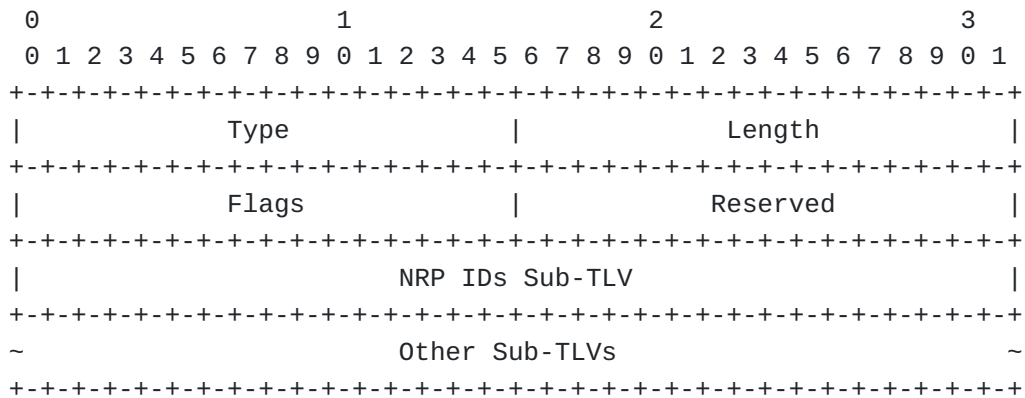 0                   1                   2                   3
 0 1 2 3 4 5 6 7 8 9 0 1 2 3 4 5 6 7 8 9 0 1 2 3 4 5 6 7 8 9 0 1
+-+-+-+-+-+-+-+-+-+-+-+-+-+-+-+-+-+-+-+-+-+-+-+-+-+-+-+-+-+-+-+-+
|             Type              |             Length            |
+-+-+-+-+-+-+-+-+-+-+-+-+-+-+-+-+-+-+-+-+-+-+-+-+-+-+-+-+-+-+-+-+
|             Flags             |            Reserved           |
+-+-+-+-+-+-+-+-+-+-+-+-+-+-+-+-+-+-+-+-+-+-+-+-+-+-+-+-+-+-+-+-+
|                        NRP IDs Sub-TLV                        |
+-+-+-+-+-+-+-+-+-+-+-+-+-+-+-+-+-+-+-+-+-+-+-+-+-+-+-+-+-+-+-+-+
~                        Other Sub-TLVs                         ~
+-+-+-+-+-+-+-+-+-+-+-+-+-+-+-+-+-+-+-+-+-+-+-+-+-+-+-+-+-+-+-+-+